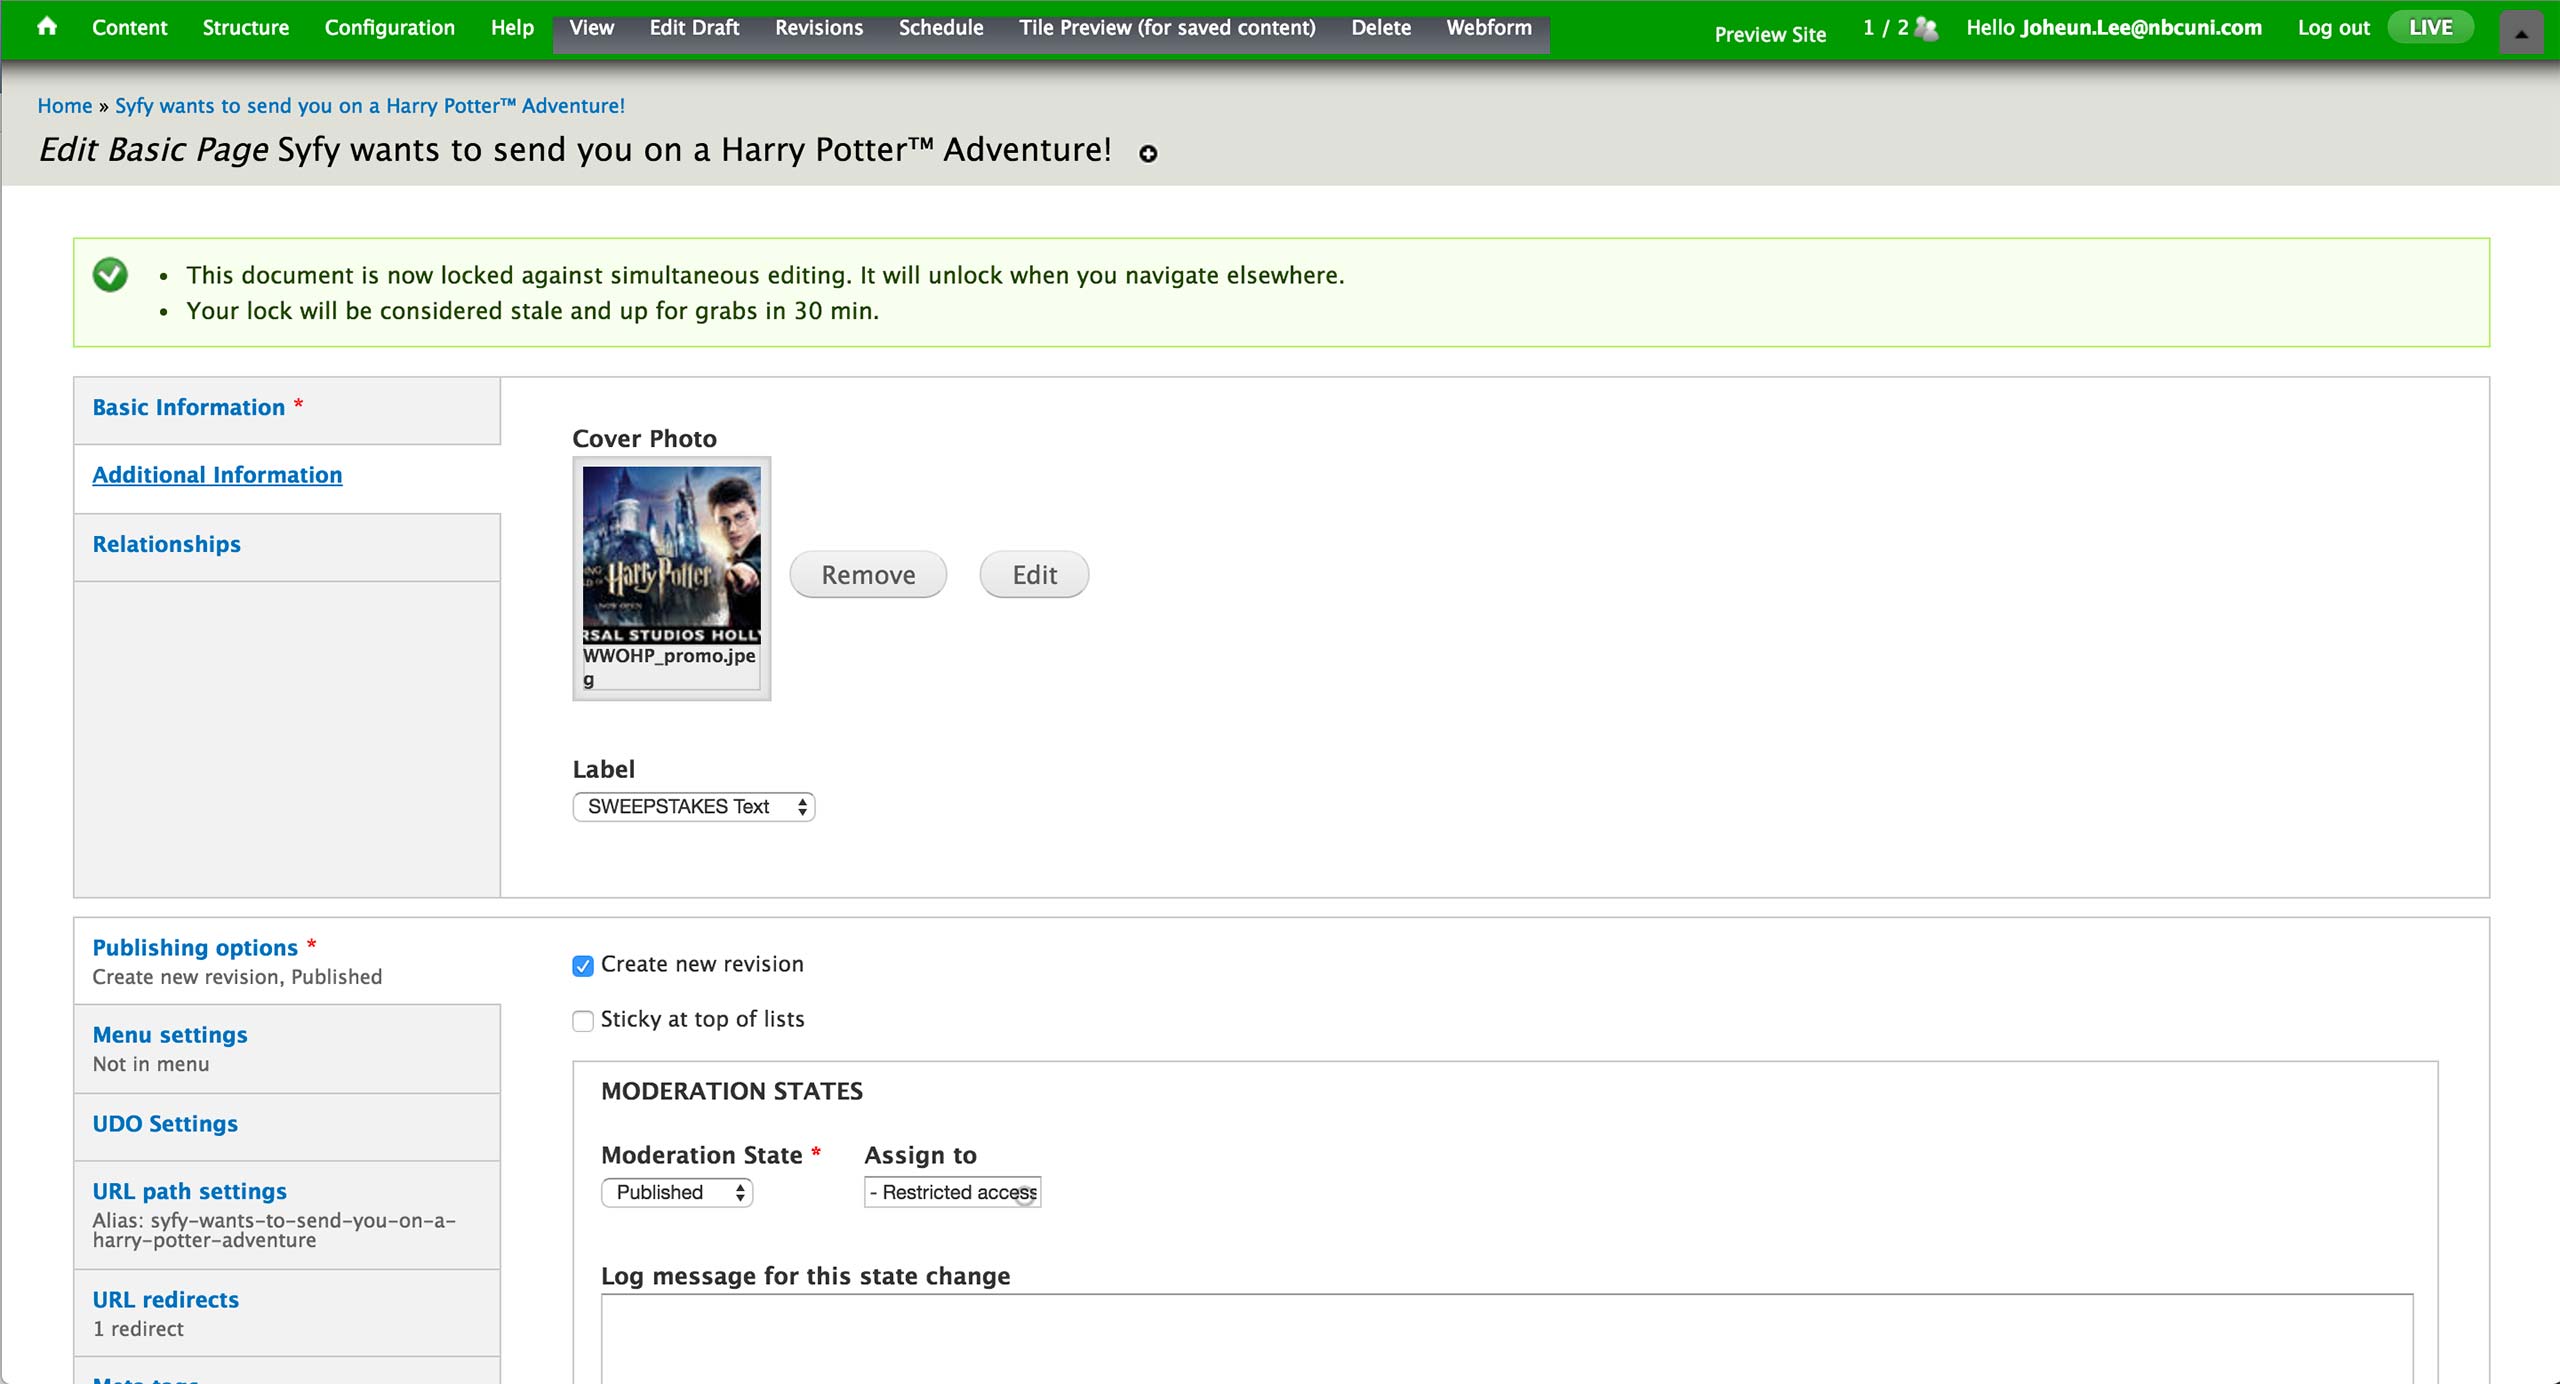 Content Structure Configuration Help View Edit Draft Revisions Schedule Tile Preview (for saved content) Delete Webform Preview Site 1 / 2 Hello Joheun.Lee@nbcuni.com Log out LIVE
Home » Syfy wants to send you on a Harry Potter™ Adventure!
Edit Basic Page Syfy wants to send you on a Harry Potter™ Adventure!
• This document is now locked against simultaneous editing. It will unlock when you navigate elsewhere.
• Your lock will be considered stale and up for grabs in 30 min.
Basic Information *
Additional Information
Relationships
Cover Photo
Harry Potter
NOW OPEN
RSAL STUDIOS HOLLY
WWOHP_promo.jpe
g
Remove Edit
Label
SWEEPSTAKES Text
Publishing options *
Create new revision, Published
Menu settings
Not in menu
UDO Settings
URL path settings
Alias: syfy-wants-to-send-you-on-a-
harry-potter-adventure
URL redirects
1 redirect
Meta tags
Create new revision
Sticky at top of lists
MODERATION STATES
Moderation State * Assign to
Published - Restricted access
Log message for this state change